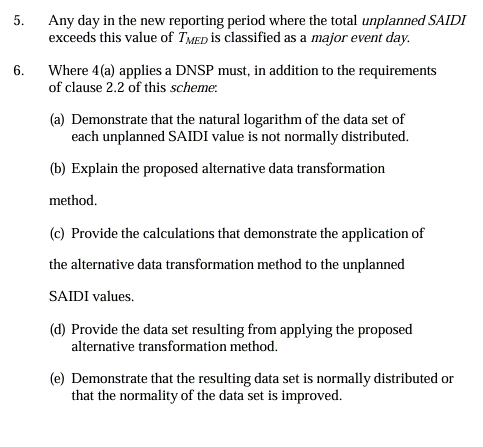 5. Any day in the new reporting period where the total unplanned SAIDI
exceeds this value of TMED is classified as a major event day.
6. Where 4(a) applies a DNSP must, in addition to the requirements
of clause 2.2 of this scheme:
(a) Demonstrate that the natural logarithm of the data set of
each unplanned SAIDI value is not normally distributed.
(b) Explain the proposed alternative data transformation
method.
(c) Provide the calculations that demonstrate the application of
the alternative data transformation method to the unplanned
SAIDI values.
(d) Provide the data set resulting from applying the proposed
alternative transformation method.
(e) Demonstrate that the resulting data set is normally distributed or
that the normality of the data set is improved.